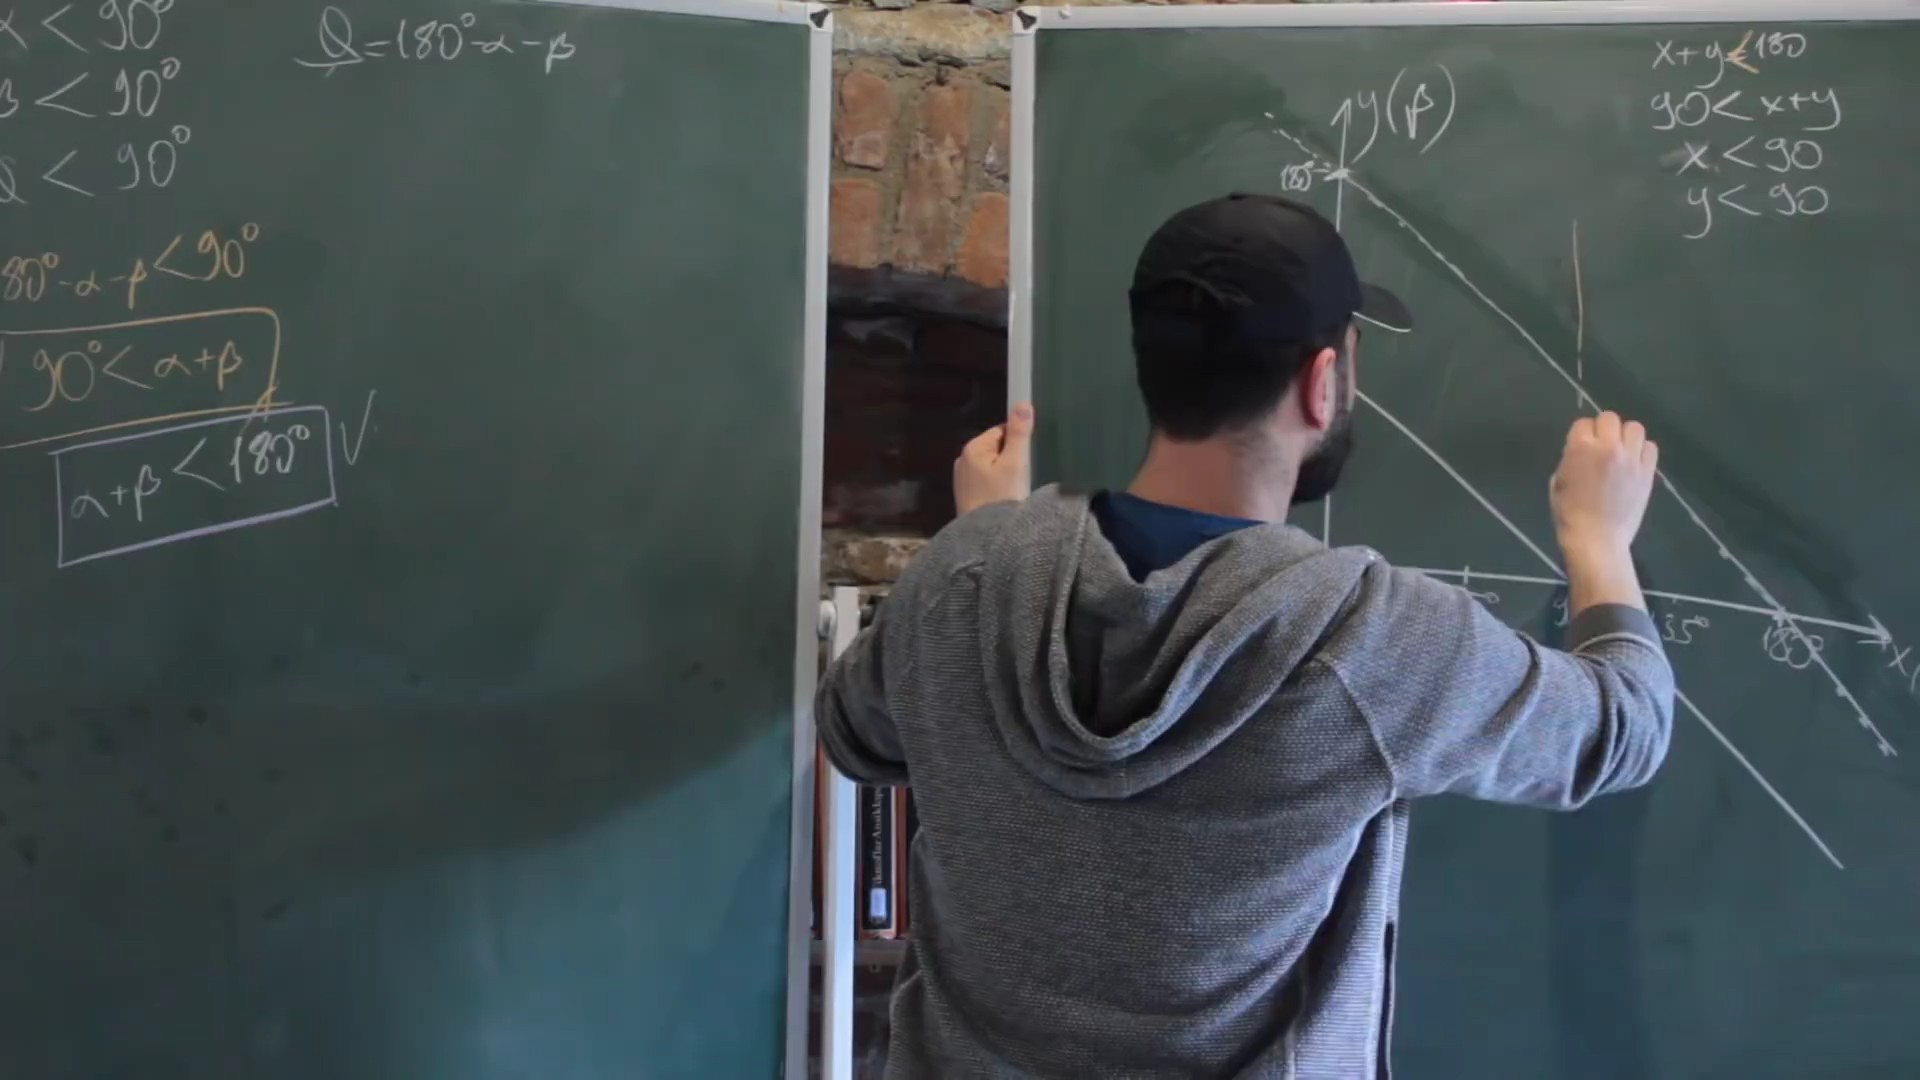 α < 90°
β < 90°
θ < 90°
180°-α-β < 90°
90° < α+β
α+β < 180° √
θ = 180°-α-β
y(β)
180°
135°
180°
x
x+y < 180
90 < x+y
x < 90
y < 90